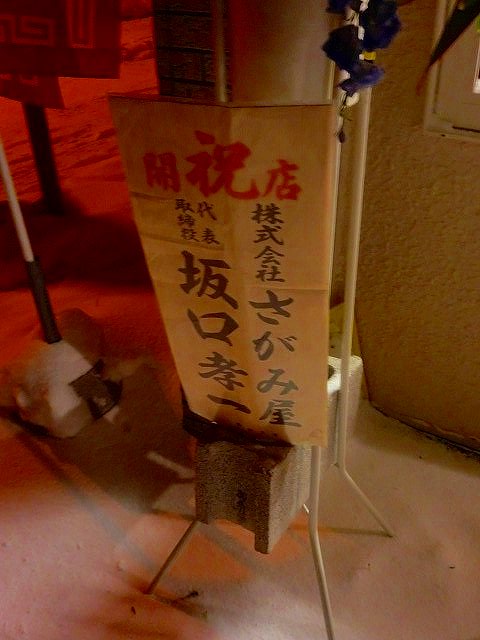 祝開店
株式会社さがみ屋
代表取締役
坂口孝一